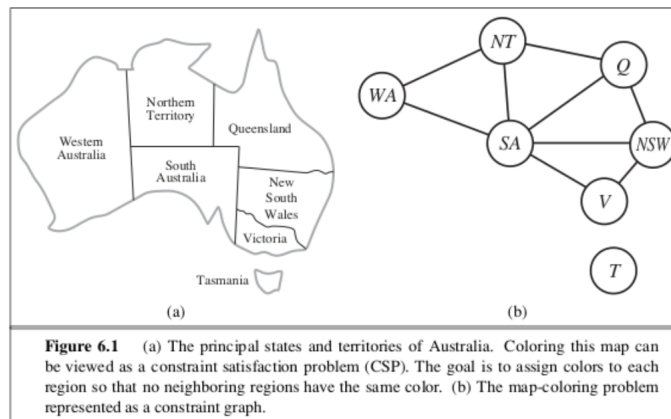 Northern
Territory
Western
Australia
Queensland
South
Australia
New
South
Wales
Victoria
Tasmania
(a)
NT
Q
WA
SA
NSW
V
T
(b)
Figure 6.1 (a) The principal states and territories of Australia. Coloring this map can
be viewed as a constraint satisfaction problem (CSP). The goal is to assign colors to each
region so that no neighboring regions have the same color. (b) The map-coloring problem
represented as a constraint graph.